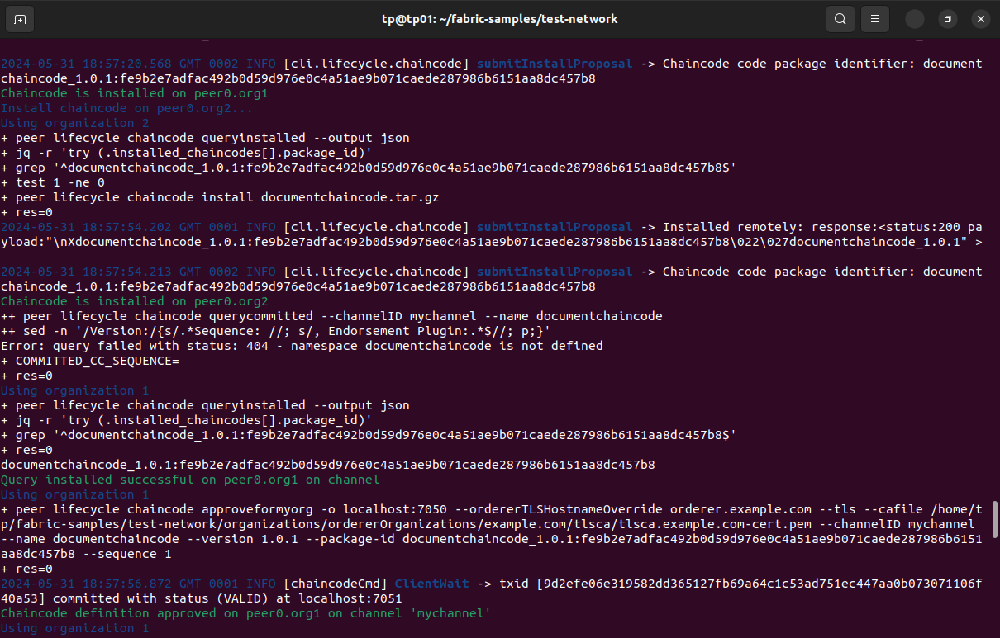 tp@tp01: ~/fabric-samples/test-network
2024-05-31 18:57:20.568 GMT 0002 INFO [cli.lifecycle.chaincode] submitInstallProposal -> Chaincode code package identifier: document
chaincode_1.0.1:fe9b2e7adfac492b0d59d976e0c4a51ae9b071caede287986b6151aa8dc457b8
Chaincode is installed on peer0.org1
Install chaincode on peer0.org2...
Using organization 2
+ peer lifecycle chaincode queryinstalled --output json
+ jq -r 'try (.installed_chaincodes[].package_id)'
+ grep '^documentchaincode_1.0.1:fe9b2e7adfac492b0d59d976e0c4a51ae9b071caede287986b6151aa8dc457b8$'
+ test 1 -ne 0
+ peer lifecycle chaincode install documentchaincode.tar.gz
+ res=0
2024-05-31 18:57:54.202 GMT 0001 INFO [cli.lifecycle.chaincode] submitInstallProposal -> Installed remotely: response:<status:200 pa
yload:"\nXdocumentchaincode_1.0.1:fe9b2e7adfac492b0d59d976e0c4a51ae9b071caede287986b6151aa8dc457b8\022\027documentchaincode_1.0.1" >
2024-05-31 18:57:54.213 GMT 0002 INFO [cli.lifecycle.chaincode] submitInstallProposal -> Chaincode code package identifier: document
chaincode_1.0.1:fe9b2e7adfac492b0d59d976e0c4a51ae9b071caede287986b6151aa8dc457b8
Chaincode is installed on peer0.org2
++ peer lifecycle chaincode querycommitted --channelID mychannel --name documentchaincode
++ sed -n '/Version:/{s/.*Sequence: //; s/, Endorsement Plugin:.*$//; p;}'
Error: query failed with status: 404 - namespace documentchaincode is not defined
+ COMMITTED_CC_SEQUENCE=
+ res=0
Using organization 1
+ peer lifecycle chaincode queryinstalled --output json
+ jq -r 'try (.installed_chaincodes[].package_id)'
+ grep '^documentchaincode_1.0.1:fe9b2e7adfac492b0d59d976e0c4a51ae9b071caede287986b6151aa8dc457b8$'
+ res=0
documentchaincode_1.0.1:fe9b2e7adfac492b0d59d976e0c4a51ae9b071caede287986b6151aa8dc457b8
Query installed successful on peer0.org1 on channel
Using organization 1
+ peer lifecycle chaincode approveformyorg -o localhost:7050 --ordererTLSHostnameOverride orderer.example.com --tls --cafile /home/t
p/fabric-samples/test-network/organizations/ordererOrganizations/example.com/tlsca/tlsca.example.com-cert.pem --channelID mychannel
--name documentchaincode --version 1.0.1 --package-id documentchaincode_1.0.1:fe9b2e7adfac492b0d59d976e0c4a51ae9b071caede287986b6151
aa8dc457b8 --sequence 1
+ res=0
2024-05-31 18:57:56.872 GMT 0001 INFO [chaincodeCmd] ClientWait -> txid [9d2efe06e319582dd365127fb69a64c1c53ad751ec447aa0b073071106f
40a53] committed with status (VALID) at localhost:7051
Chaincode definition approved on peer0.org1 on channel 'mychannel'
Using organization 1